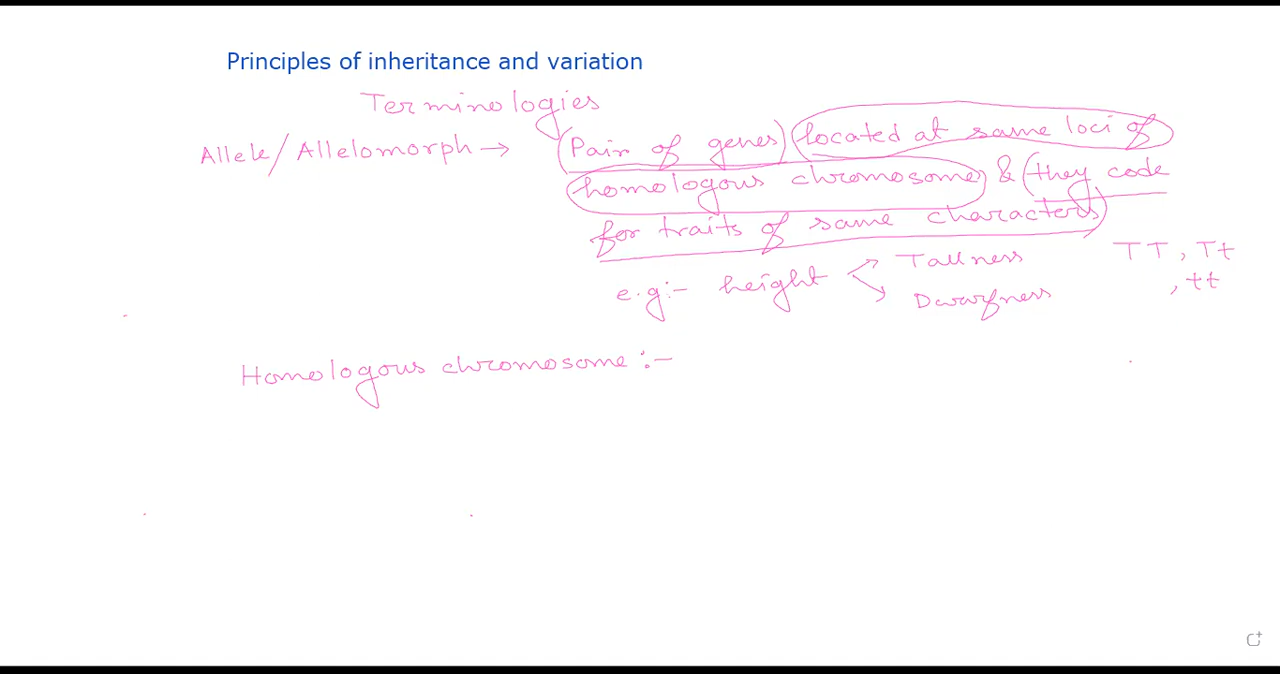 Principles of inheritance and variation
Terminologies
Allele/Allelomorph → (Pair of genes) (located at same loci of
homologous chromosome) & (they code
for traits of same characters)
e.g:- height < Tallness
Dwarfness
TT, Tt
, tt
Homologous chromosome:-